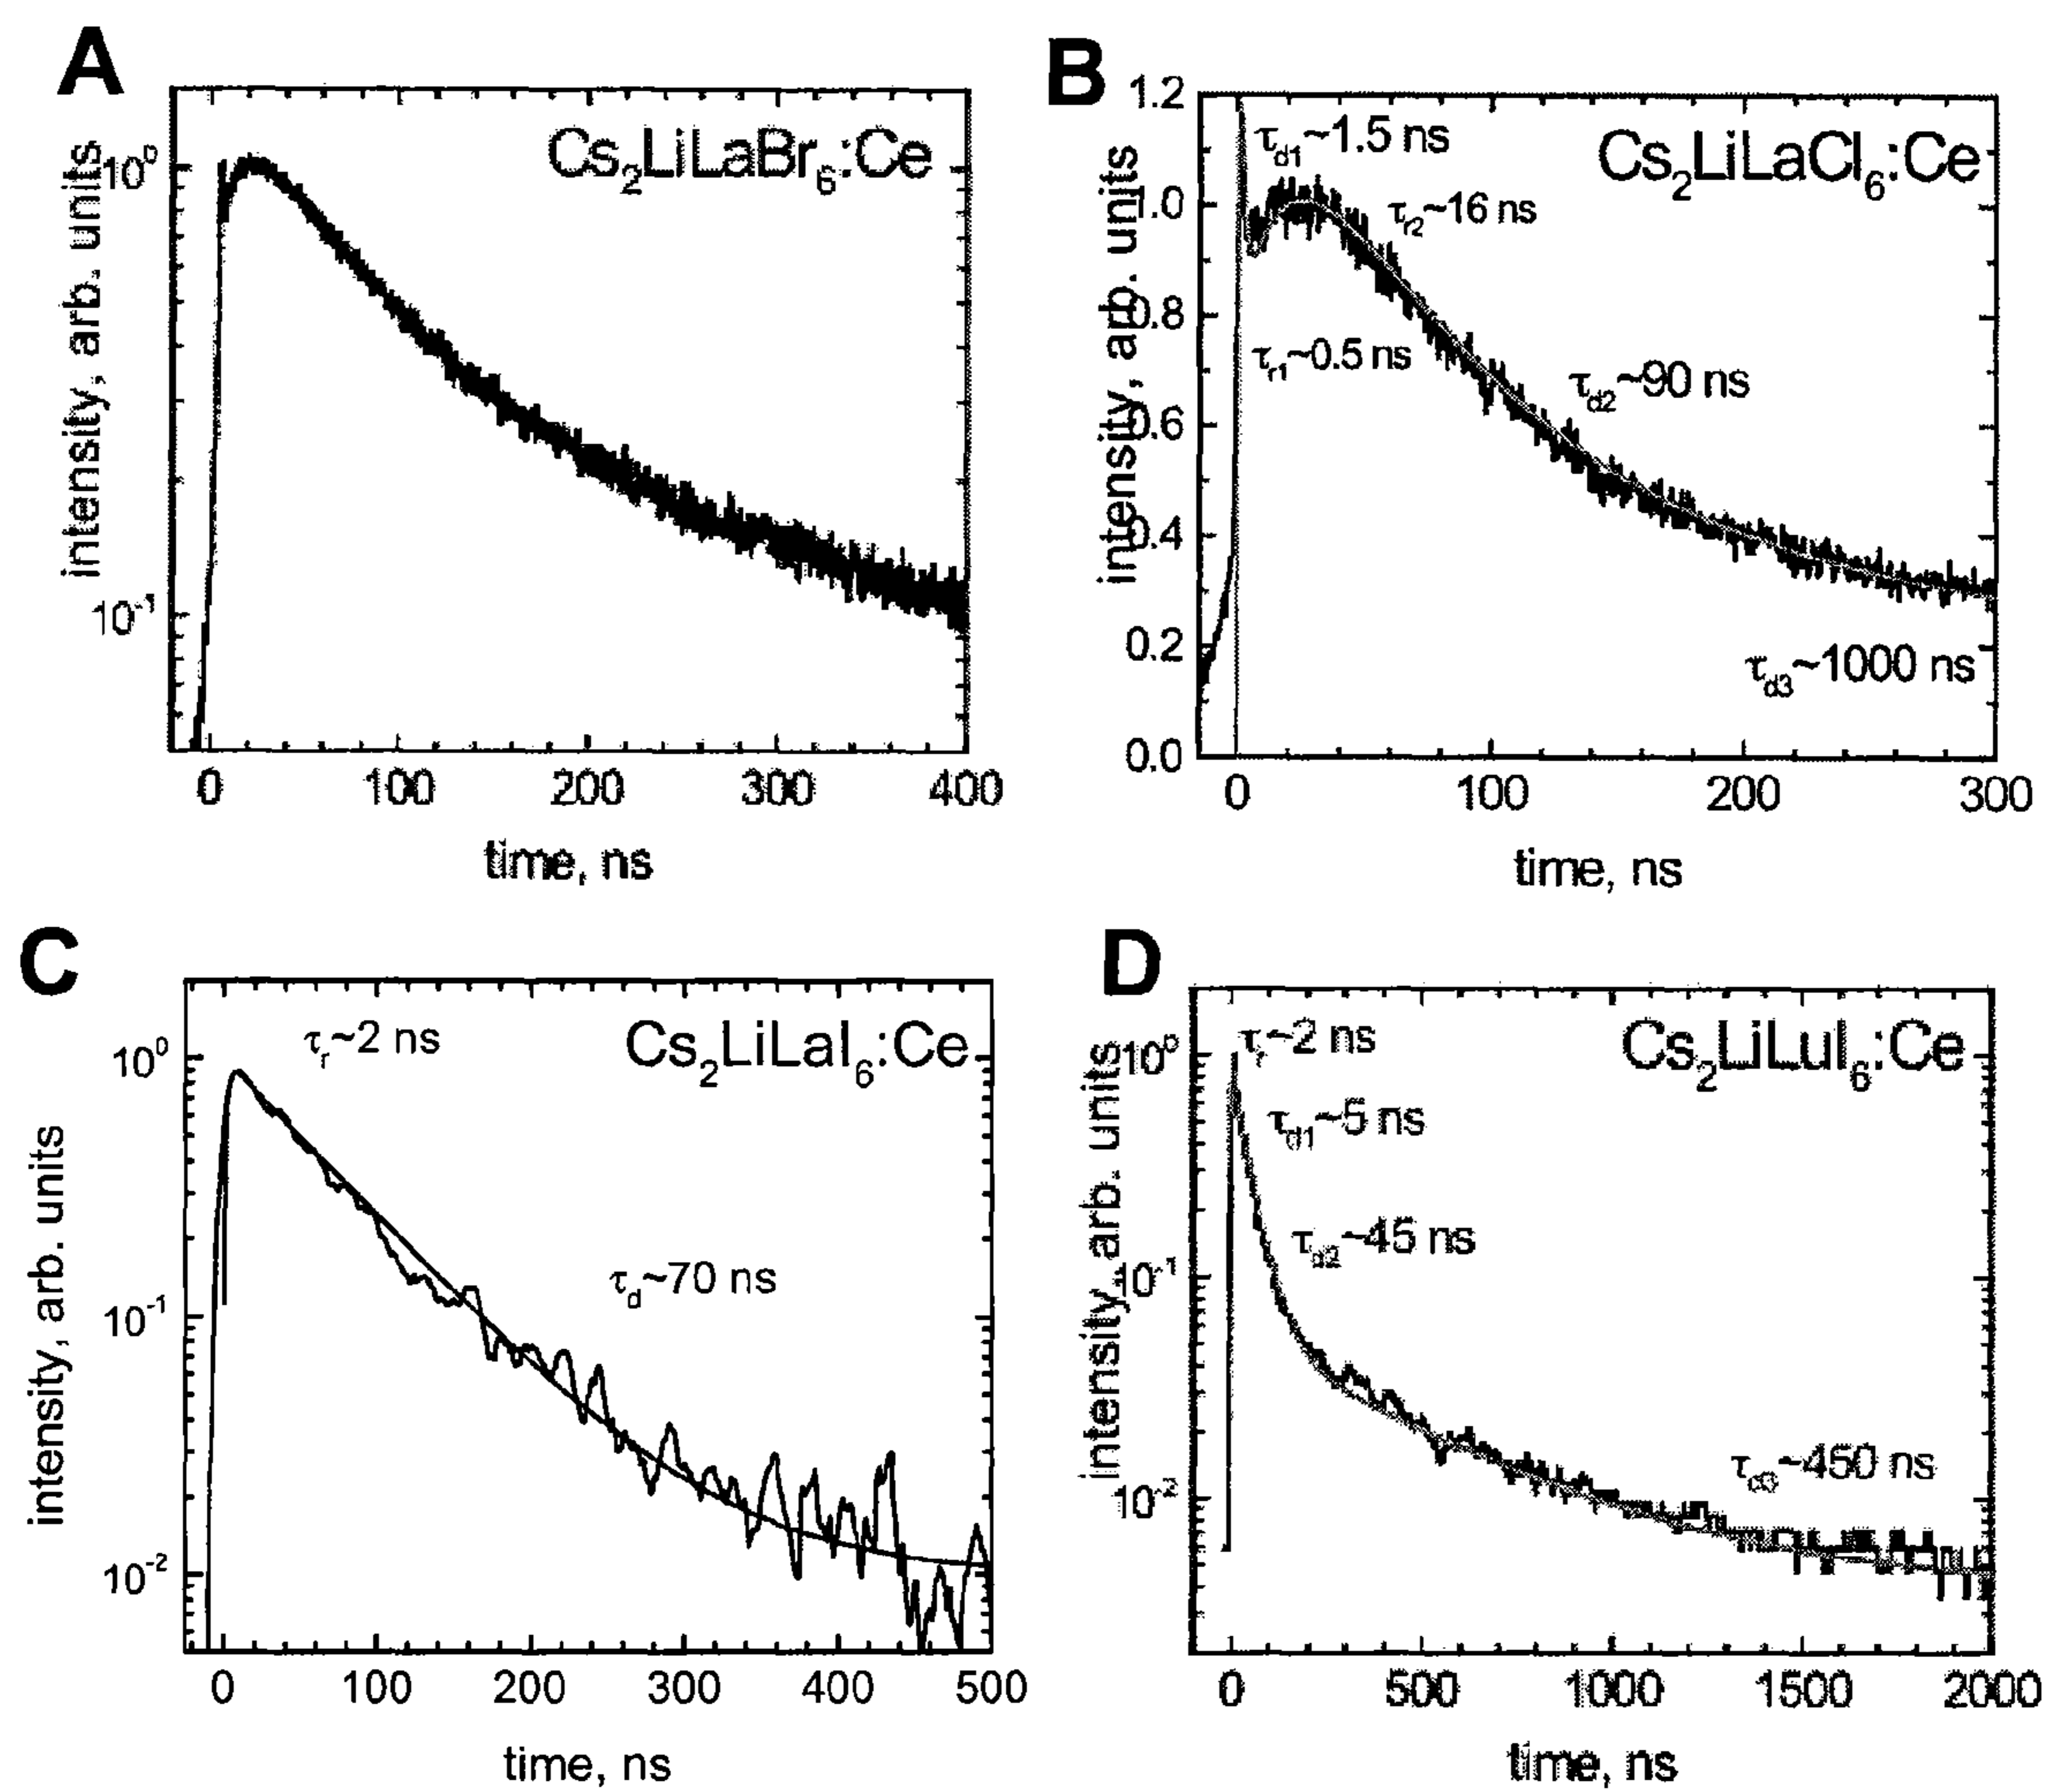 A
Cs2LiLaBr6:Ce
intensity, arb. units
10^0
10^-1
0 100 200 300 400
time, ns
B
Cs2LiLaCl6:Ce
τd1~1.5 ns
τr2~16 ns
τr1~0.5 ns
τd2~90 ns
τd3~1000 ns
intensity, arb. units
1.2
1.0
0.8
0.6
0.4
0.2
0.0
0 100 200 300
time, ns
C
τr~2 ns
Cs2LiLaI6:Ce
τd~70 ns
intensity, arb. units
10^0
10^-1
10^-2
0 100 200 300 400 500
time, ns
D
τr~2 ns
Cs2LiLuI6:Ce
τd1~5 ns
τd2~45 ns
τd3~450 ns
intensity, arb. units
10^0
10^-1
10^-2
0 500 1000 1500 2000
time, ns